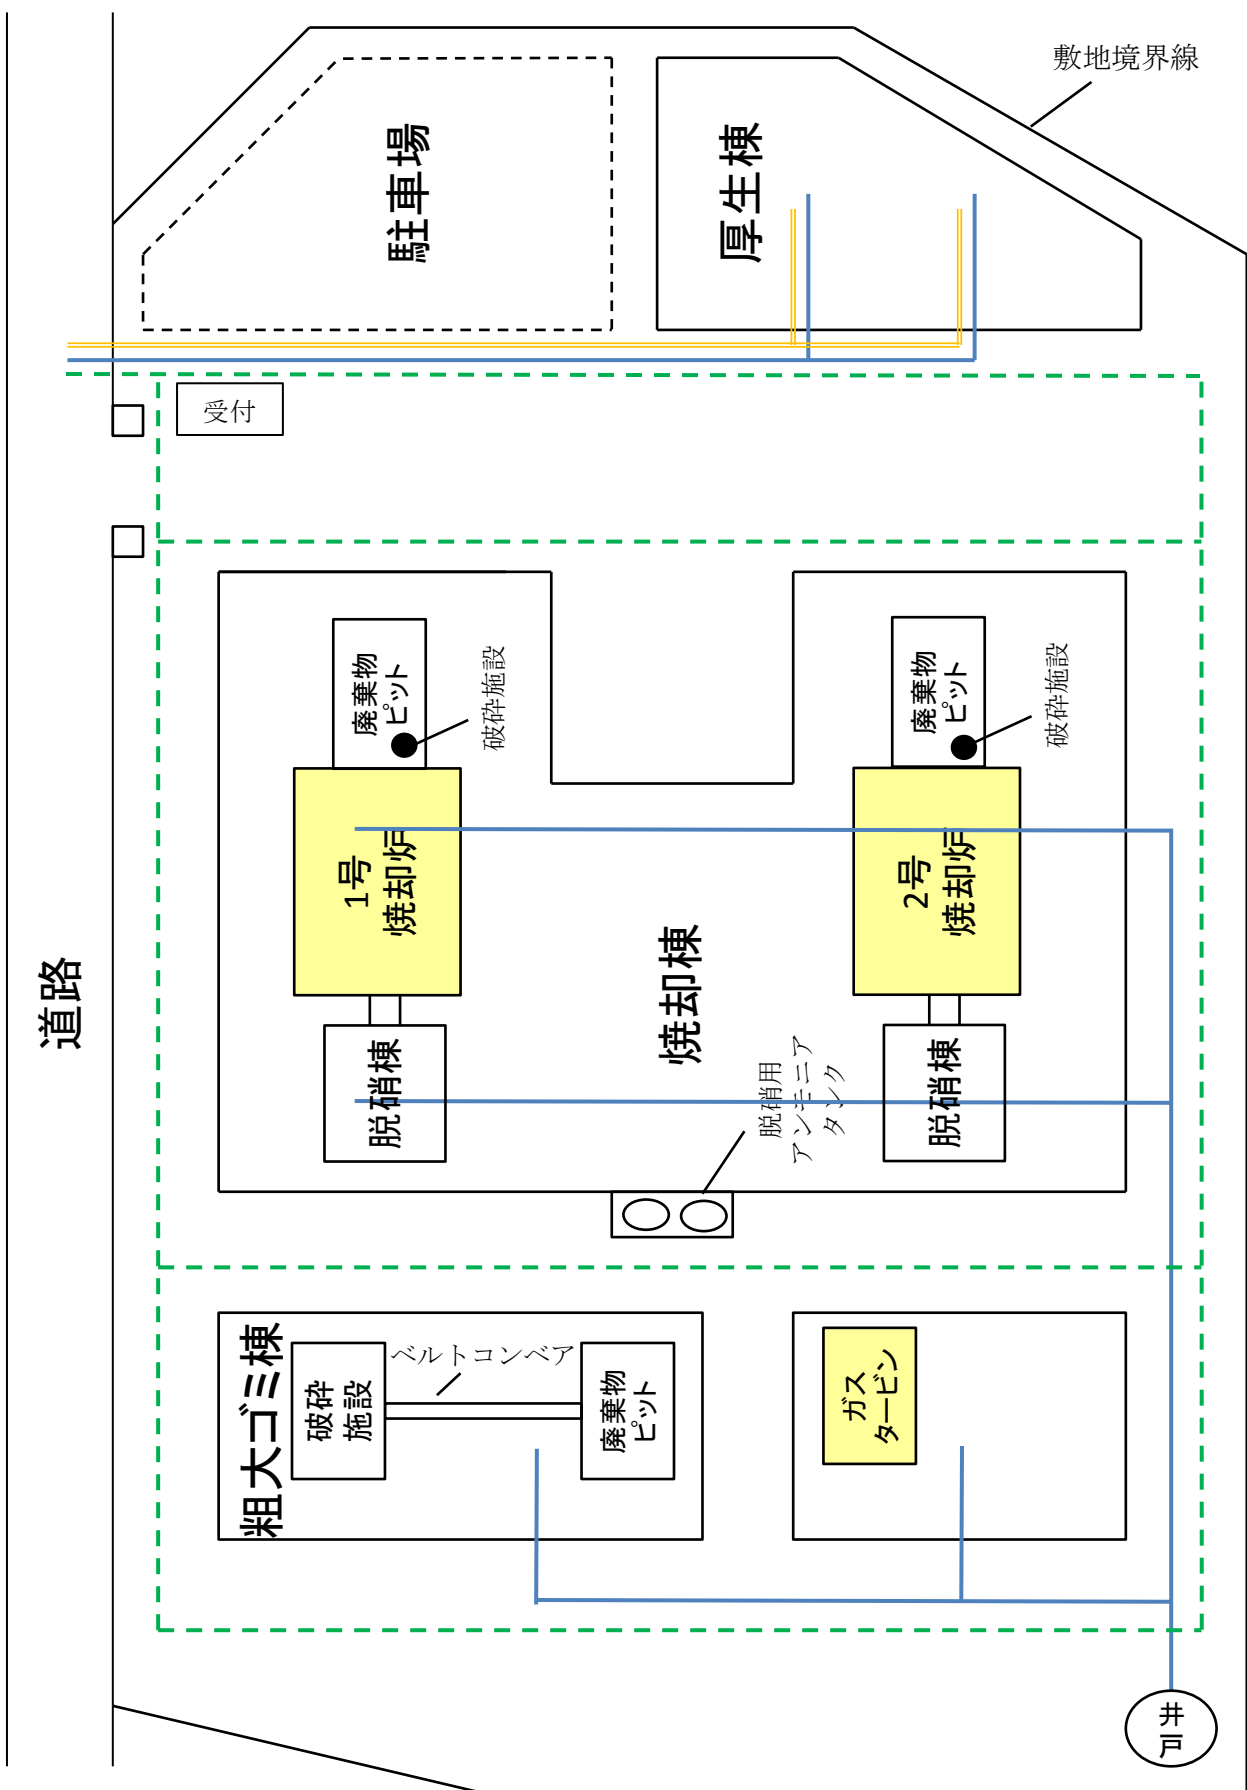 敷地境界線
駐車場
厚生棟
受付
廃棄物
ピット
破砕施設
廃棄物
ピット
破砕施設
1号
焼却炉
2号
焼却炉
道路
焼却棟
脱硝棟
脱硝用
アンモニア
タンク
脱硝棟
粗大ゴミ棟
破砕
施設
ベルトコンベア
廃棄物
ピット
ガス
タービン
井
戸